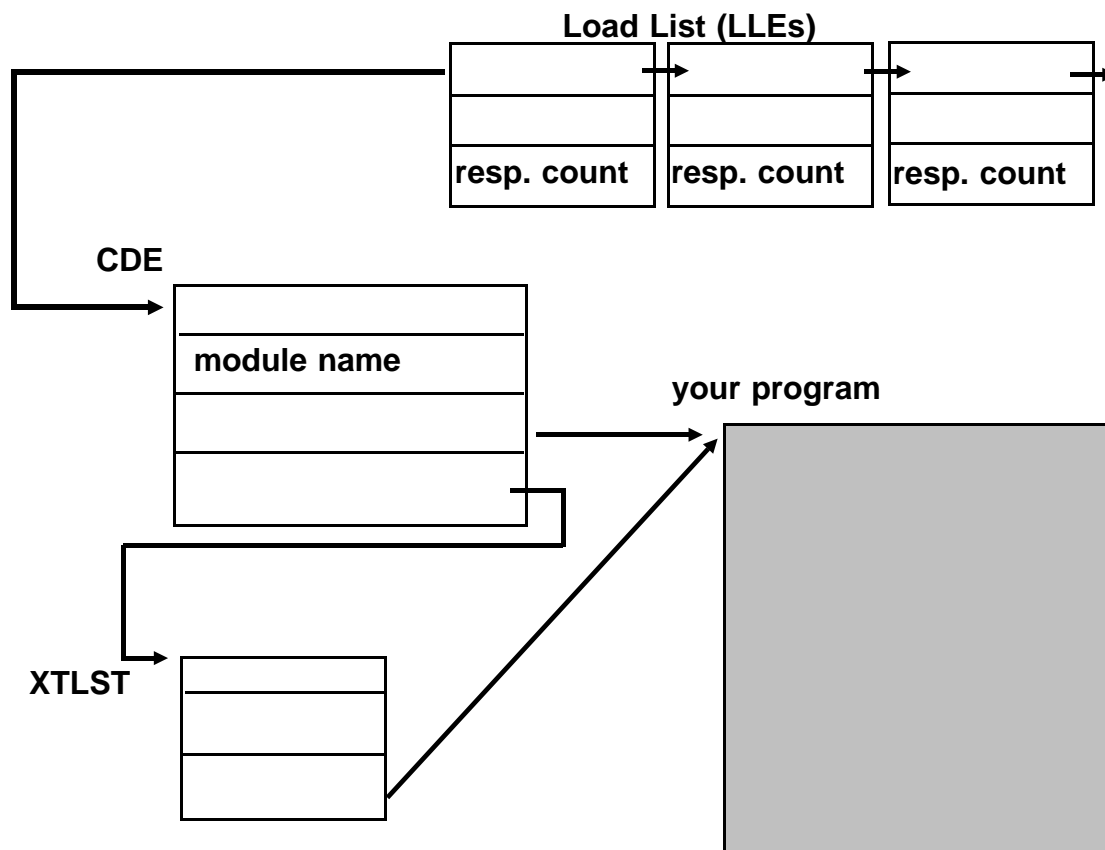 Load List (LLEs)
resp. count resp. count resp. count
CDE
module name
your program
XTLST